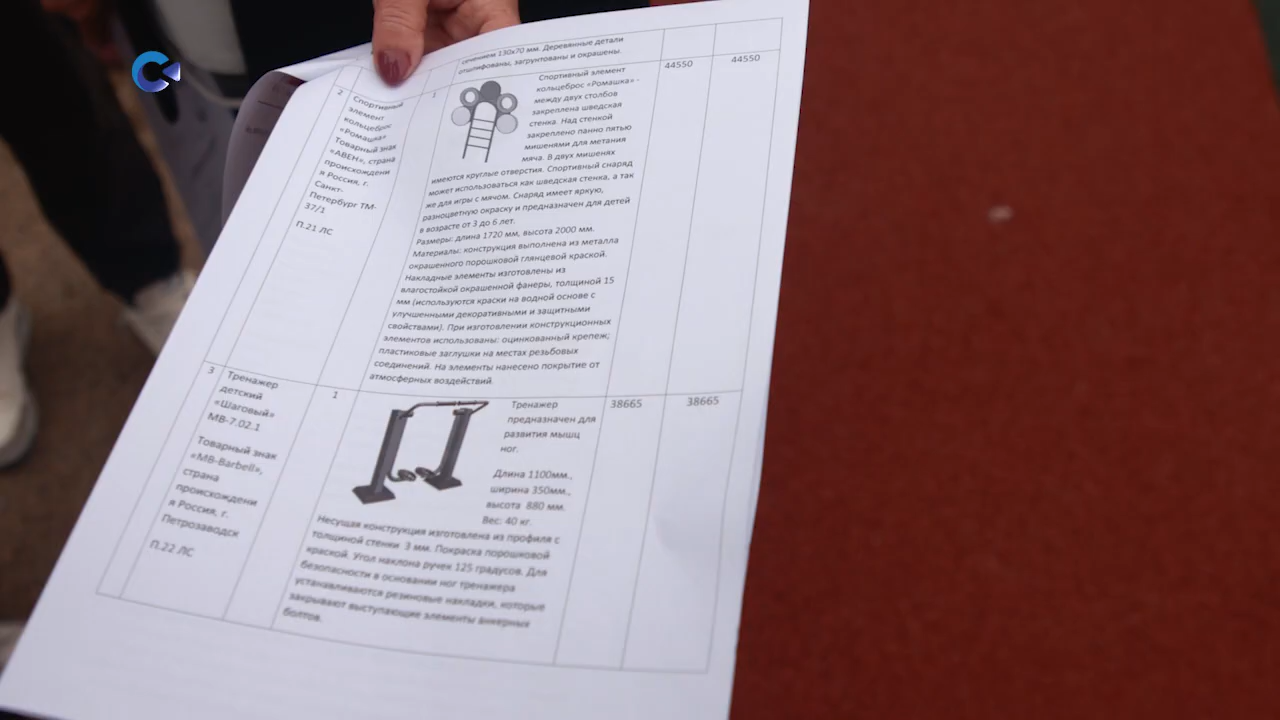 сечением 130х70 мм. Деревянные детали
отшлифованы, загрунтованы и окрашены.
2
Спортивный
элемент
кольцеброс
«Ромашка»
Товарный знак
«АВЕН», страна
происхождени
я Россия, г.
Санкт-
Петербург ТМ-
37/1
П.21 ЛС
1
Спортивный элемент
кольцеброс «Ромашка» -
между двух столбов
закреплена шведская
стенка. Над стенкой
закреплено панно пятью
мишенями для метания
мяча. В двух мишенях
имеются круглые отверстия. Спортивный снаряд
может использоваться как шведская стенка, а так
же для игры с мячом. Снаряд имеет яркую,
разноцветную окраску и предназначен для детей
в возрасте от 3 до 6 лет.
Размеры: длина 1720 мм, высота 2000 мм.
Материалы: конструкция выполнена из металла
окрашенного порошковой глянцевой краской.
Накладные элементы изготовлены из
влагостойкой окрашенной фанеры, толщиной 15
мм (используются краски на водной основе с
улучшенными декоративными и защитными
свойствами). При изготовлении конструкционных
элементов использованы: оцинкованный крепеж;
пластиковые заглушки на местах резьбовых
соединений. На элементы нанесено покрытие от
атмосферных воздействий.
44550
44550
3
Тренажер
детский
«Шаговый»
МВ-7.02.1
Товарный знак
«MB-Barbell»,
страна
происхождени
я Россия, г.
Петрозаводск
П.22 ЛС
1
Тренажер
предназначен для
развития мышц
ног.
Длина 1100мм.,
ширина 350мм.,
высота 880 мм.
Вес: 40 кг.
Несущая конструкция изготовлена из профиля с
толщиной стенки 3 мм. Покраска порошковой
краской. Угол наклона ручек 125 градусов. Для
безопасности в основании ног тренажера
устанавливаются резиновые накладки, которые
закрывают выступающие элементы анкерных
болтов.
38665
38665